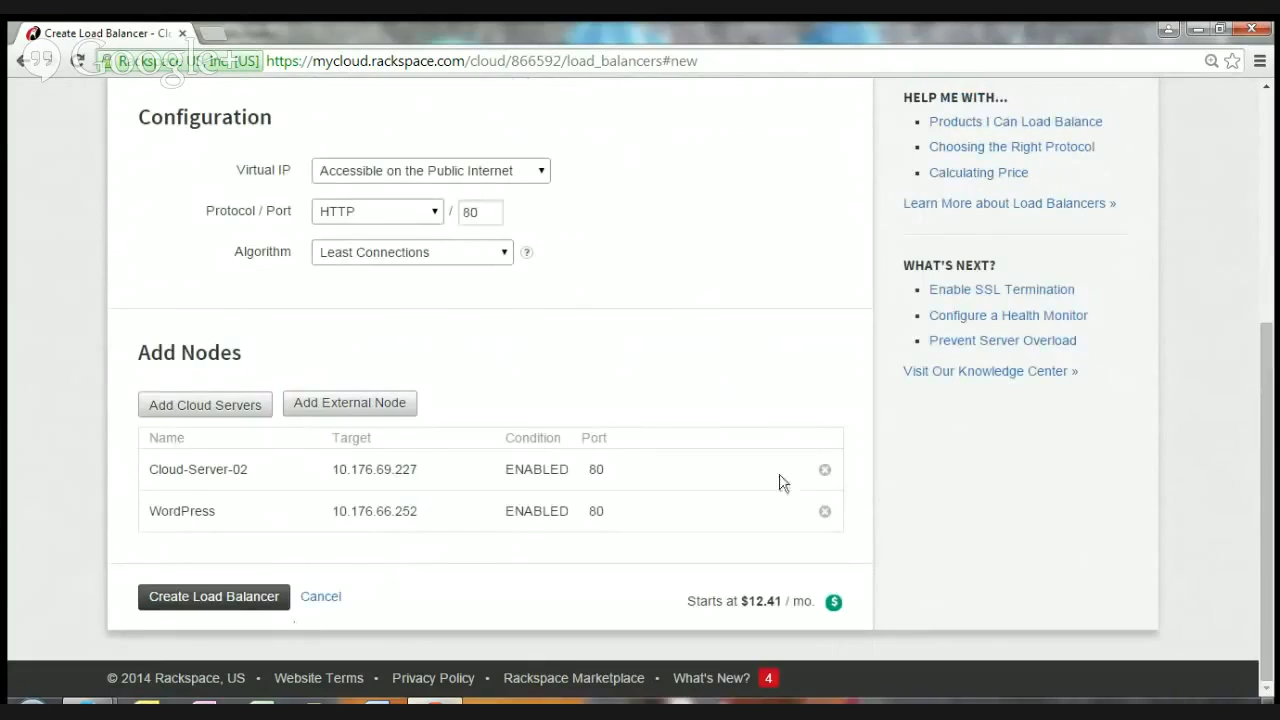 Create Load Balancer - Clo
Google+
https://mycloud.rackspace.com/cloud/866592/load_balancers#new
Configuration
Virtual IP
Accessible on the Public Internet
Protocol / Port
HTTP
/
80
Algorithm
Least Connections
?
Add Nodes
Add Cloud Servers
Add External Node
Name Target Condition Port
Cloud-Server-02 10.176.69.227 ENABLED 80
WordPress 10.176.66.252 ENABLED 80
Create Load Balancer
Cancel
Starts at $12.41 / mo.
$
HELP ME WITH...
Products I Can Load Balance
Choosing the Right Protocol
Calculating Price
Learn More about Load Balancers »
WHAT'S NEXT?
Enable SSL Termination
Configure a Health Monitor
Prevent Server Overload
Visit Our Knowledge Center »
© 2014 Rackspace, US • Website Terms • Privacy Policy • Rackspace Marketplace • What's New? 4